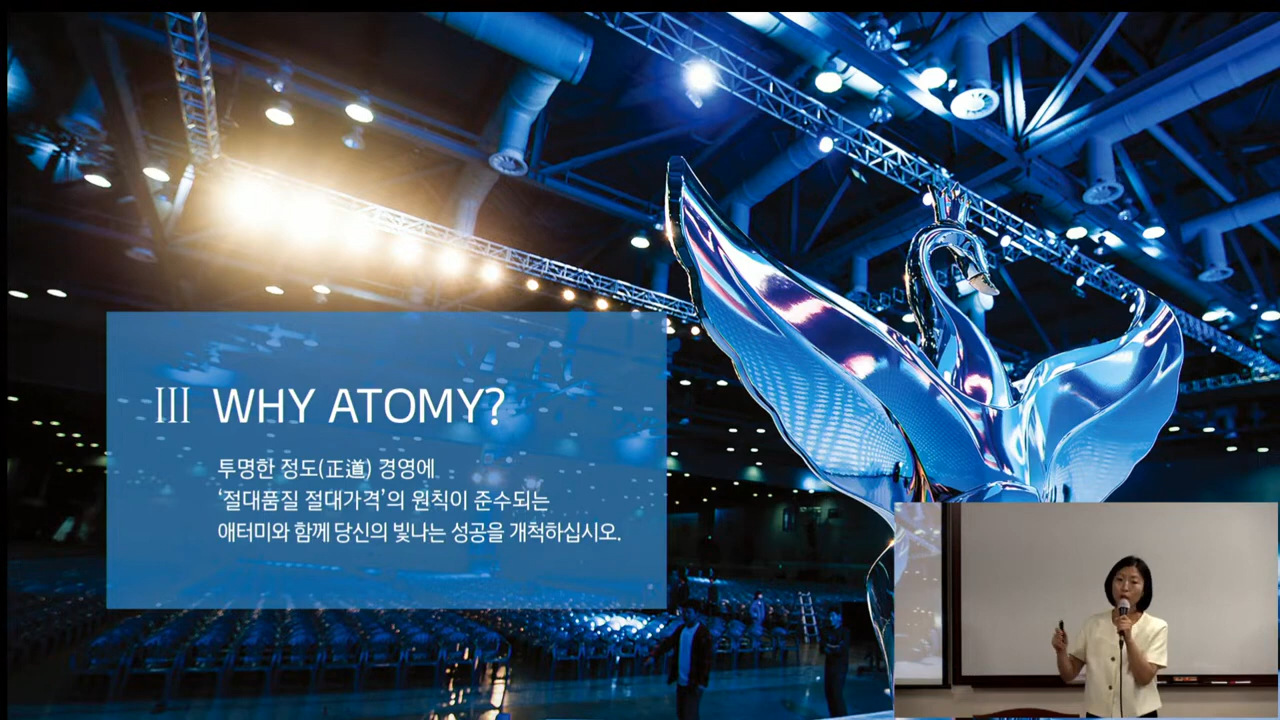 III WHY ATOMY?
투명한 정도(正道) 경영에
‘절대품질 절대가격’의 원칙이 준수되는
애터미와 함께 당신의 빛나는 성공을 개척하십시오.